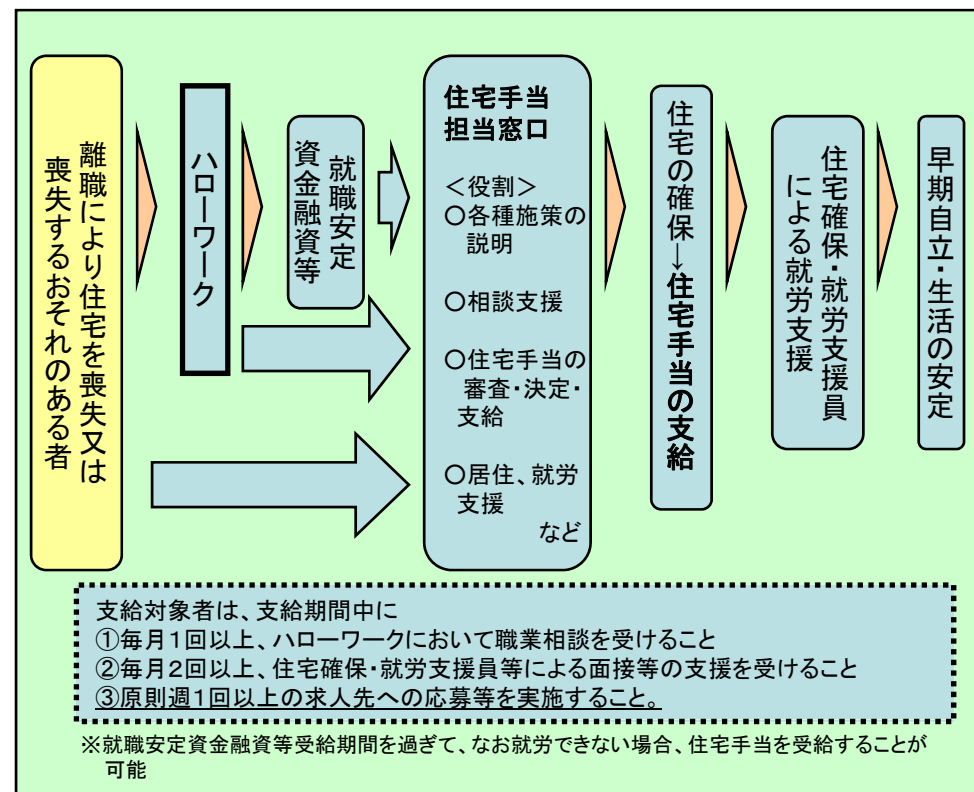 離職により住宅を喪失又は
喪失するおそれのある者
ハローワーク
就職安定
資金融資等
住宅手当
担当窓口
＜役割＞
○各種施策の
説明
○相談支援
○住宅手当の
審査・決定・
支給
○居住、就労
支援
など
住宅の確保→住宅手当の支給
住宅確保・就労支援員
による就労支援
早期自立・生活の安定
支給対象者は、支給期間中に
①毎月１回以上、ハローワークにおいて職業相談を受けること
②毎月２回以上、住宅確保・就労支援員等による面接等の支援を受けること
③原則週１回以上の求人先への応募等を実施すること。
※就職安定資金融資等受給期間を過ぎて、なお就労できない場合、住宅手当を受給することが
可能